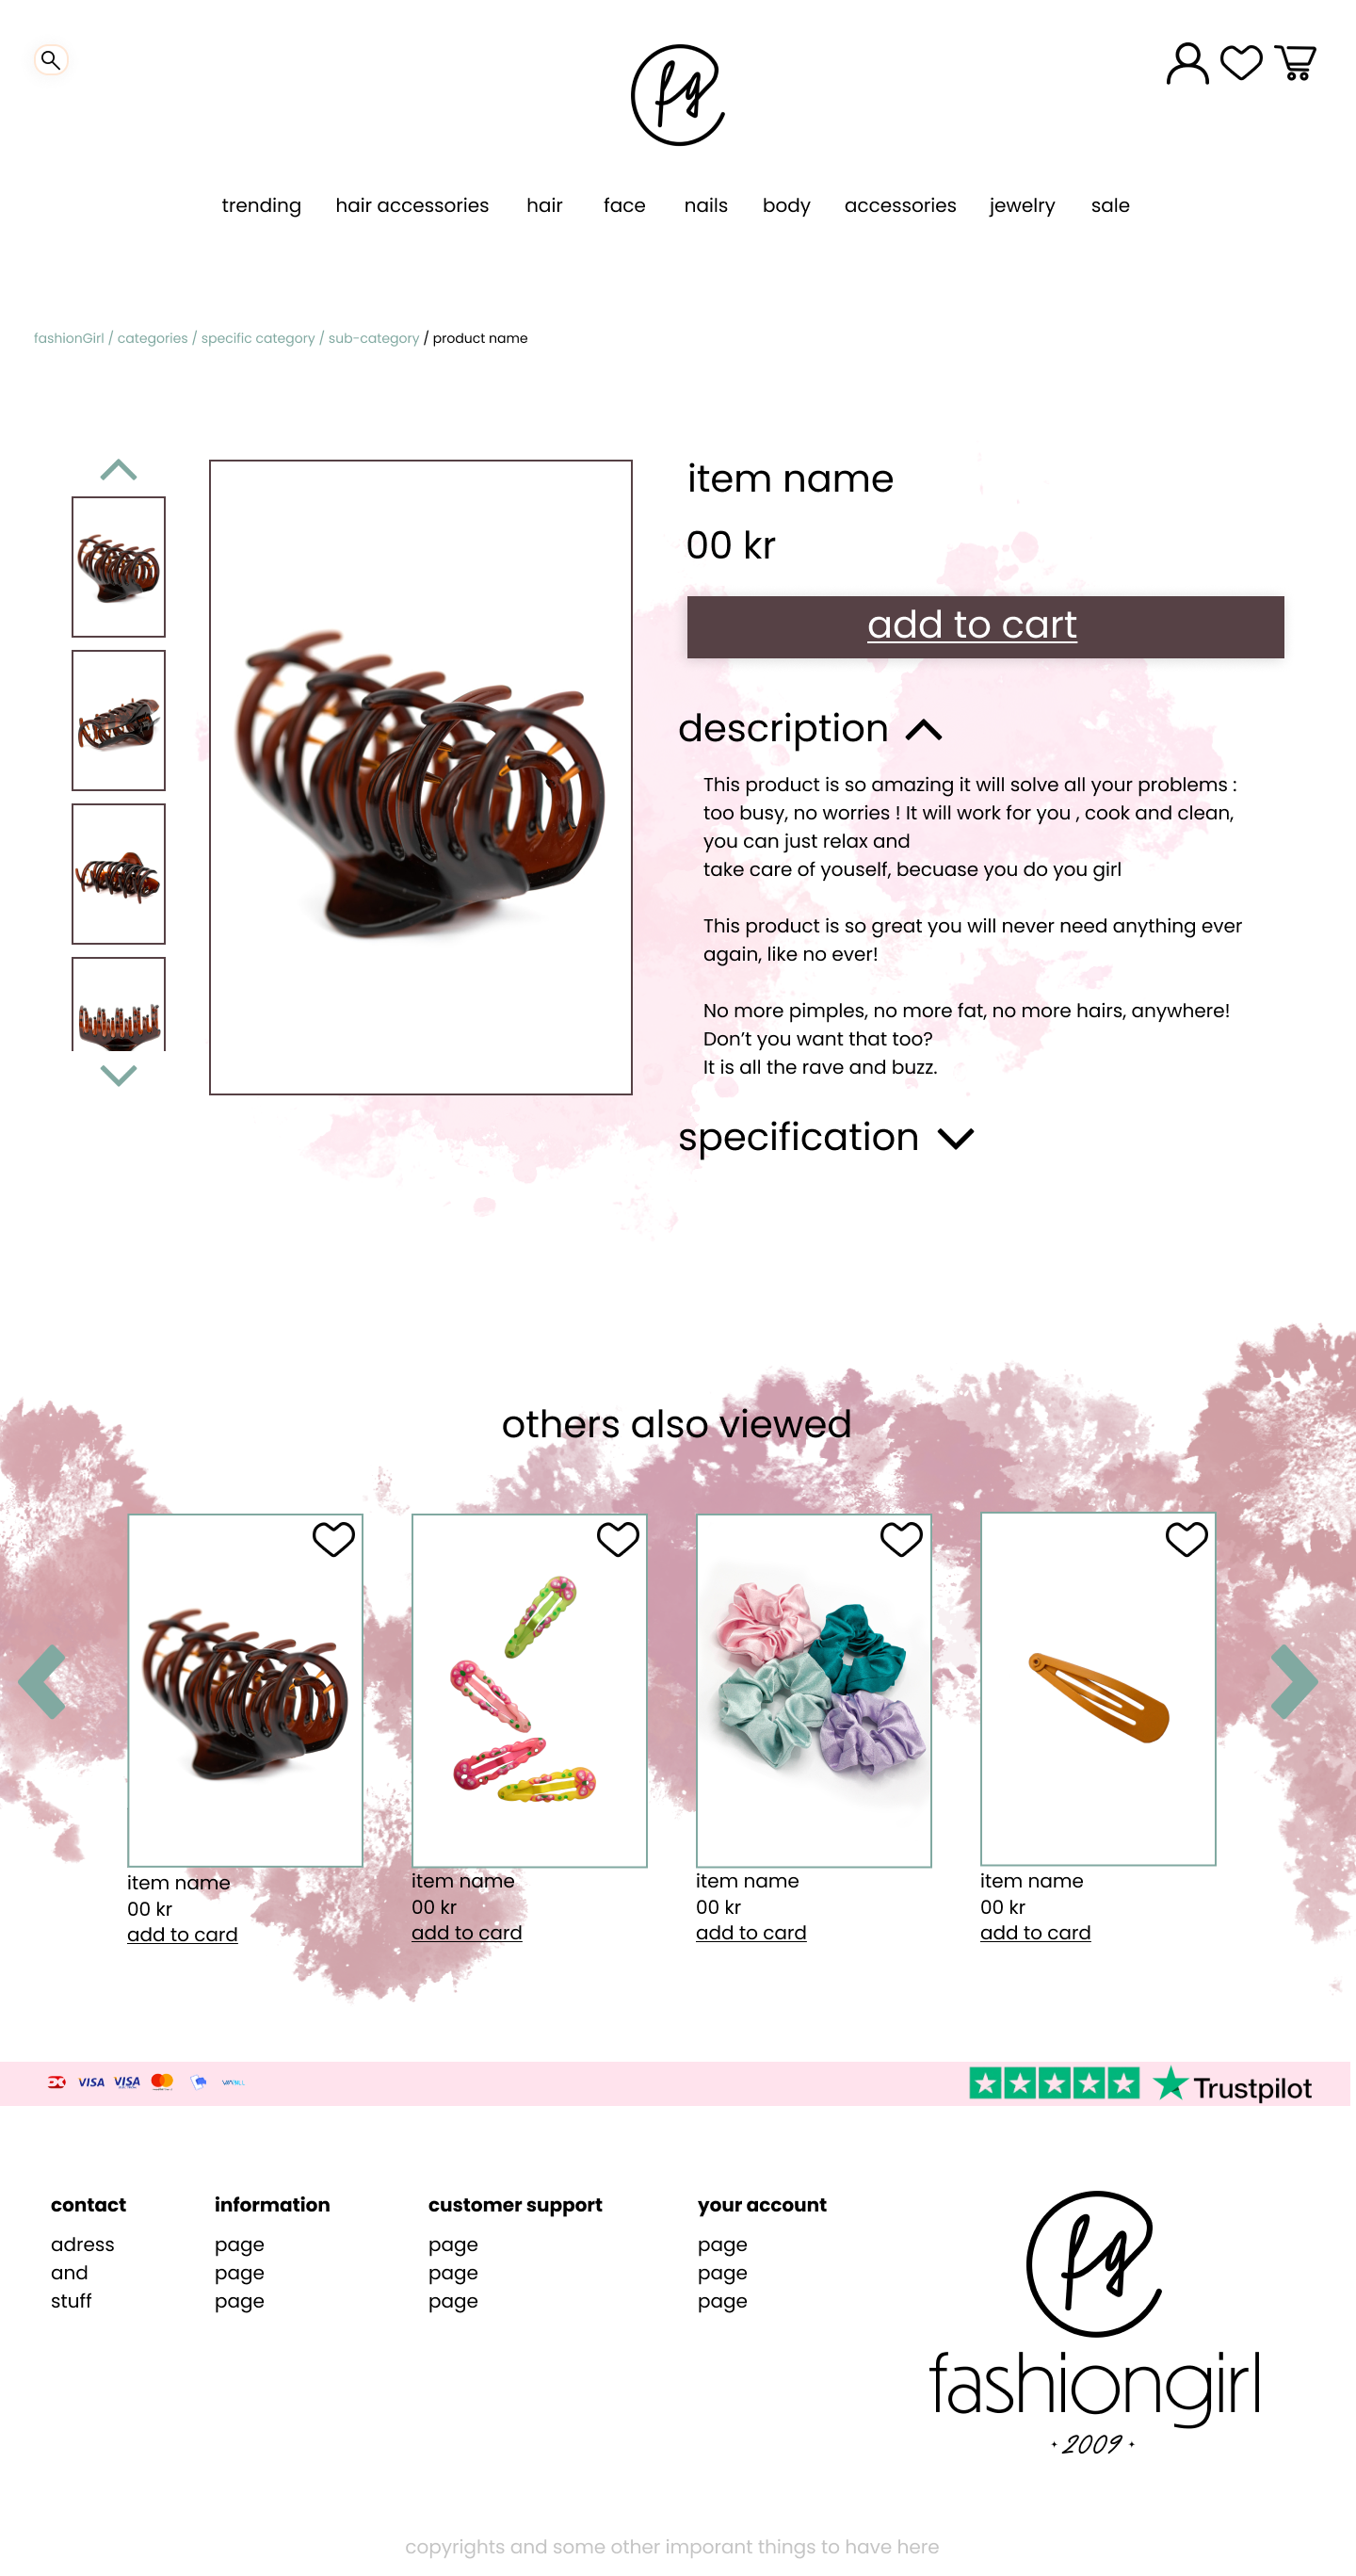 fg
trending hair accessories hair face nails body accessories jewelry sale
fashionGirl / categories / specific category / sub-category / product name
item name
00 kr
add to cart
description
This product is so amazing it will solve all your problems :
too busy, no worries ! It will work for you , cook and clean,
you can just relax and
take care of youself, becuase you do you girl
This product is so great you will never need anything ever
again, like no ever!
No more pimples, no more fat, no more hairs, anywhere!
Don’t you want that too?
It is all the rave and buzz.
specification
others also viewed
item name
00 kr
add to card
item name
00 kr
add to card
item name
00 kr
add to card
item name
00 kr
add to card
VISA VISA
Trustpilot
contact
adress
and
stuff
information
page
page
page
customer support
page
page
page
your account
page
page
page
fg
fashiongirl
2009
copyrights and some other imporant things to have here